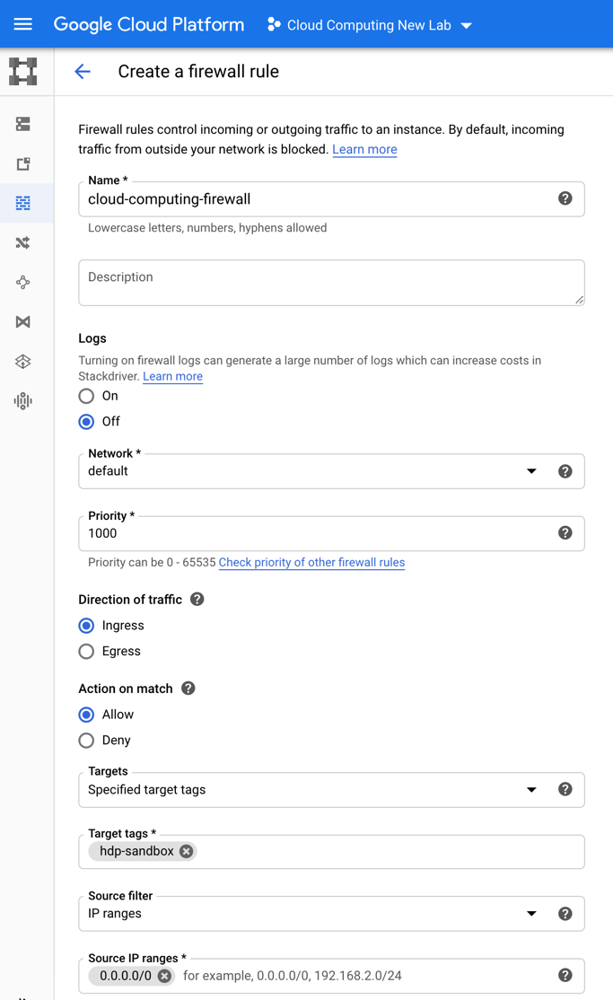 Google Cloud Platform
Cloud Computing New Lab
Create a firewall rule
Firewall rules control incoming or outgoing traffic to an instance. By default, incoming
traffic from outside your network is blocked. Learn more
Name *
cloud-computing-firewall
Lowercase letters, numbers, hyphens allowed
Description
Logs
Turning on firewall logs can generate a large number of logs which can increase costs in
Stackdriver. Learn more
On
Off
Network *
default
Priority *
1000
Priority can be 0 - 65535 Check priority of other firewall rules
Direction of traffic
Ingress
Egress
Action on match
Allow
Deny
Targets
Specified target tags
Target tags *
hdp-sandbox
Source filter
IP ranges
Source IP ranges *
0.0.0.0/0 for example, 0.0.0.0/0, 192.168.2.0/24